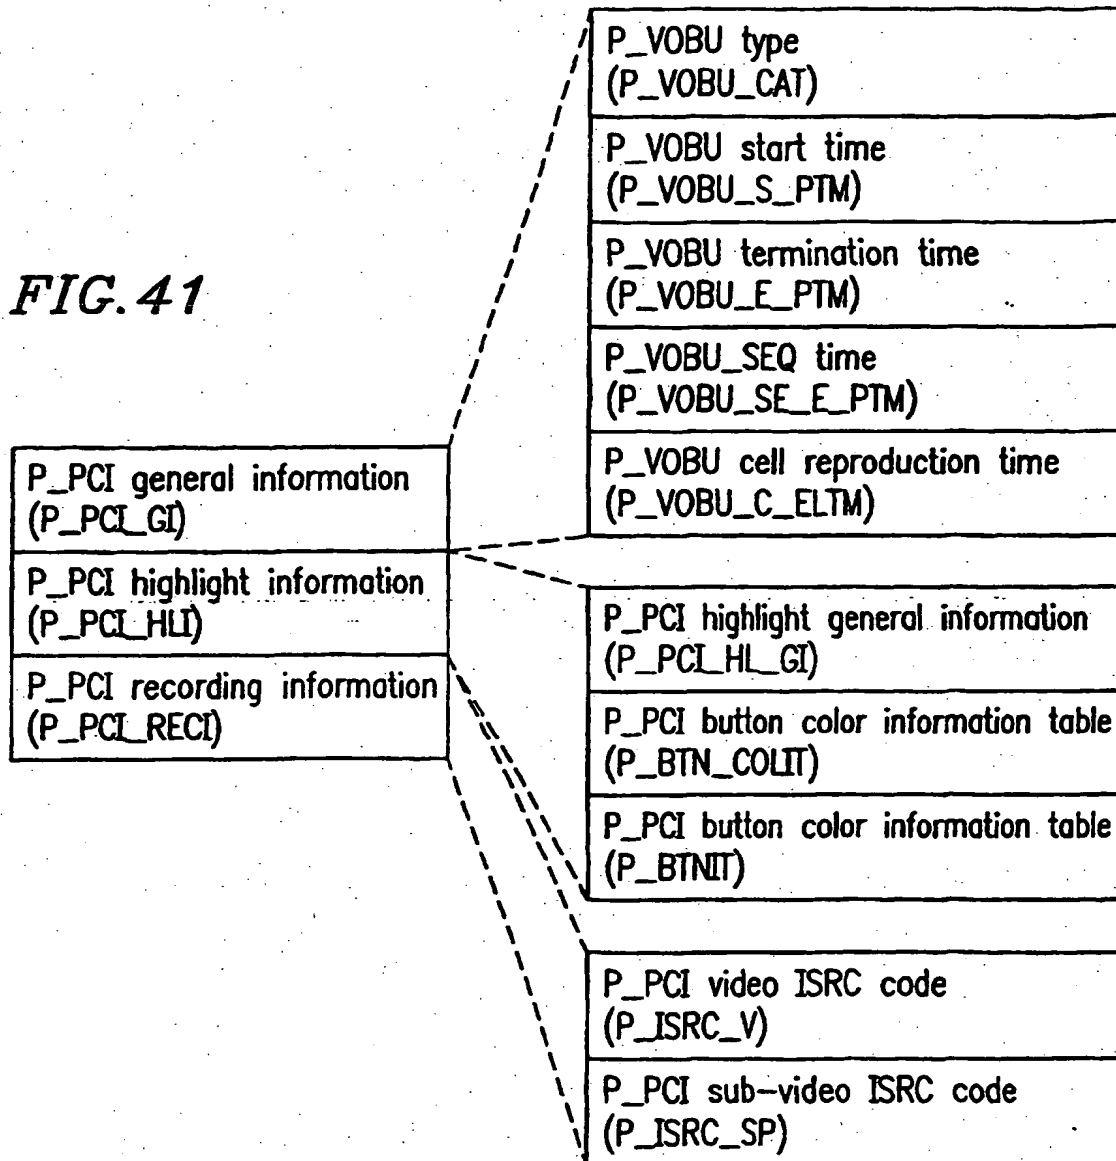 FIG.41
P_PCI general information
(P_PCI_GI)
P_PCI highlight information
(P_PCI_HLI)
P_PCI recording information
(P_PCI_RECI)
P_VOBU type
(P_VOBU_CAT)
P_VOBU start time
(P_VOBU_S_PTM)
P_VOBU termination time
(P_VOBU_E_PTM)
P_VOBU_SEQ time
(P_VOBU_SE_E_PTM)
P_VOBU cell reproduction time
(P_VOBU_C_ELTM)
P_PCI highlight general information
(P_PCI_HL_GI)
P_PCI button color information table
(P_BTN_COLIT)
P_PCI button color information table
(P_BTNIT)
P_PCI video ISRC code
(P_ISRC_V)
P_PCI sub-video ISRC code
(P_ISRC_SP)